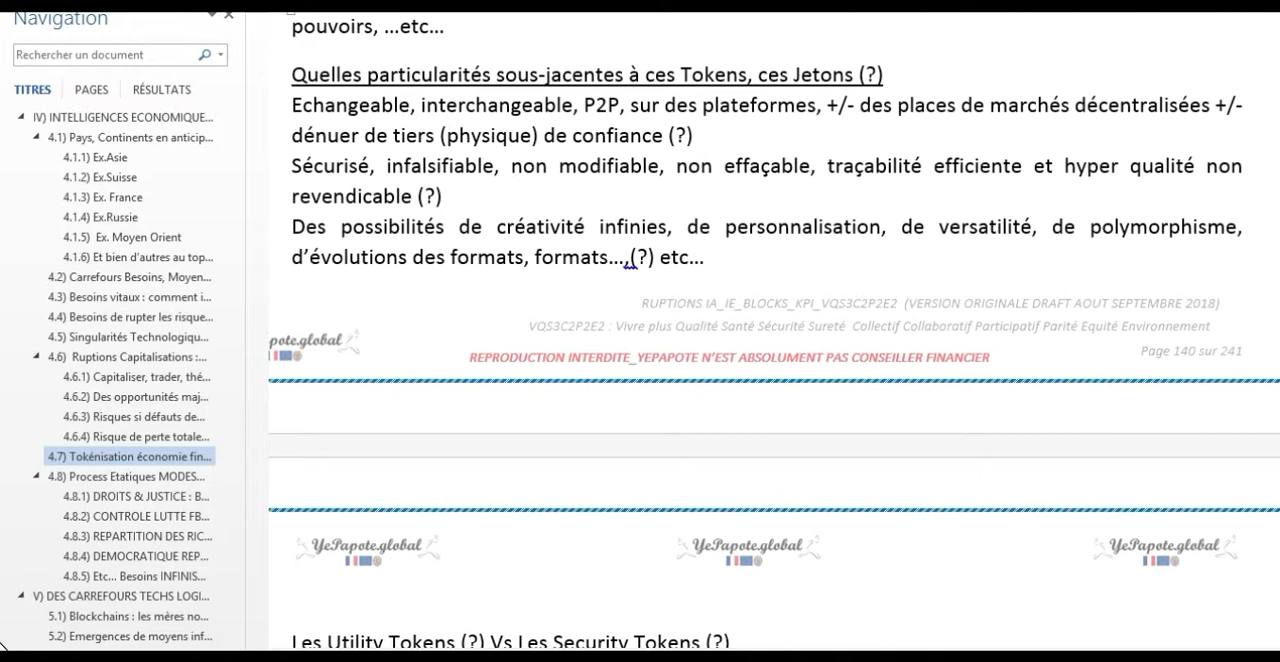 Navigation
Rechercher un document
TITRES PAGES RÉSULTATS
IV) INTELLIGENCES ECONOMIQUE...
4.1) Pays, Continents en anticip...
4.1.1) Ex.Asie
4.1.2) Ex.Suisse
4.1.3) Ex. France
4.1.4) Ex.Russie
4.1.5) Ex. Moyen Orient
4.1.6) Et bien d'autres au top...
4.2) Carrefours Besoins, Moyen...
4.3) Besoins vitaux : comment i...
4.4) Besoins de rupter les risque...
4.5) Singularités Technologiqu...
4.6) Ruptions Capitalisations :...
4.6.1) Capitaliser, trader, thé...
4.6.2) Des opportunités maj...
4.6.3) Risques si défauts de...
4.6.4) Risque de perte totale...
4.7) Tokénisation économie fin...
4.8) Process Etatiques MODES...
4.8.1) DROITS & JUSTICE : B...
4.8.2) CONTROLE LUTTE FB...
4.8.3) REPARTITION DES RIC...
4.8.4) DEMOCRATIQUE REP...
4.8.5) Etc... Besoins INFINIS...
V) DES CARREFOURS TECHS LOGI...
5.1) Blockchains : les mères no...
5.2) Emergences de moyens inf...
pouvoirs, ...etc...
Quelles particularités sous-jacentes à ces Tokens, ces Jetons (?)
Echangeable, interchangeable, P2P, sur des plateformes, +/- des places de marchés décentralisées +/-
dénuer de tiers (physique) de confiance (?)
Sécurisé, infalsifiable, non modifiable, non effaçable, traçabilité efficiente et hyper qualité non
revendicable (?)
Des possibilités de créativité infinies, de personnalisation, de versatilité, de polymorphisme,
d'évolutions des formats, formats...,(?) etc...
RUPTIONS IA_IE_BLOCKS_KPI_VQS3C2P2E2 (VERSION ORIGINALE DRAFT AOUT SEPTEMBRE 2018)
VQS3C2P2E2 : Vivre plus Qualité Santé Sécurité Sureté Collectif Collaboratif Participatif Parité Equité Environnement
pote.global
REPRODUCTION INTERDITE_YEPAPOTE N'EST ABSOLUMENT PAS CONSEILLER FINANCIER
Page 140 sur 241
YePapote.global YePapote.global YePapote.global
Les Utility Tokens (?) Vs Les Security Tokens (?)